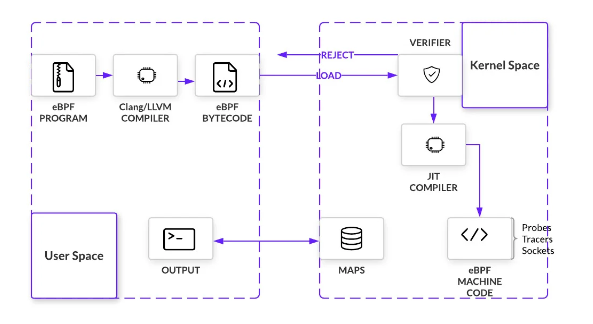 VERIFIER
REJECT
Kernel Space
LOAD
eBPF
PROGRAM
Clang/LLVM
COMPILER
eBPF
BYTECODE
JIT
COMPILER
Probes
Tracers
Sockets
User Space
OUTPUT
MAPS
eBPF
MACHINE
CODE